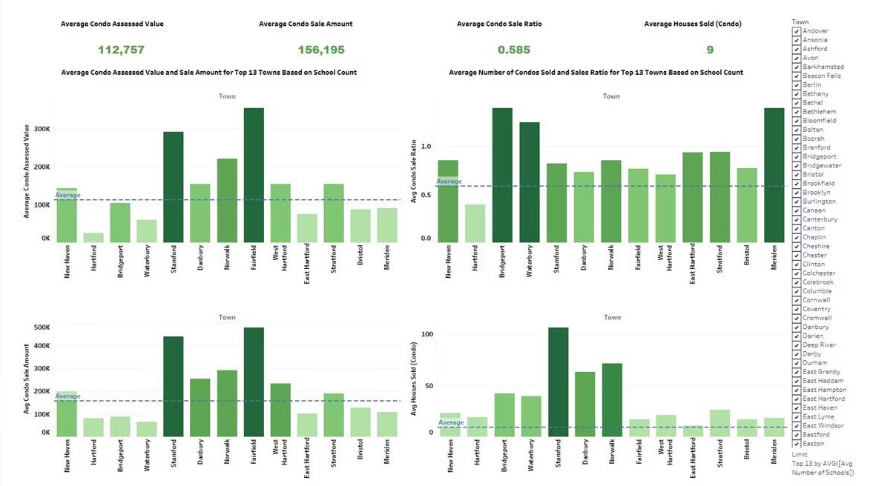 Average Condo Assessed Value
Average Condo Sale Amount
Average Condo Sale Ratio
Average Houses Sold (Condo)
112,757
156,195
0.585
9
Average Condo Assessed Value and Sale Amount for Top 13 Towns Based on School Count
Average Number of Condos Sold and Sales Ratio for Top 13 Towns Based on School Count
Town
Average Condo Assessed Value
300K
200K
100K
0K
Average
New Haven
Hartford
Bridgeport
Waterbury
Stamford
Danbury
Norwalk
Fairfield
West
Hartford
East Hartford
Stratford
Bristol
Meriden
Town
Avg Condo Sale Ratio
1.0
0.5
0.0
Average
New Haven
Hartford
Bridgeport
Waterbury
Stamford
Danbury
Norwalk
Fairfield
West
Hartford
East Hartford
Stratford
Bristol
Meriden
Town
Avg Condo Sale Amount
500K
400K
300K
200K
100K
0K
Average
New Haven
Hartford
Bridgeport
Waterbury
Stamford
Danbury
Norwalk
Fairfield
West
Hartford
East Hartford
Stratford
Bristol
Meriden
Town
Avg Houses Sold (Condo)
100
50
0
Average
New Haven
Hartford
Bridgeport
Waterbury
Stamford
Danbury
Norwalk
Fairfield
West
Hartford
East Hartford
Stratford
Bristol
Meriden
Town
Andover
Ansonia
Ashford
Avon
Barkhamsted
Beacon Falls
Berlin
Bethany
Bethel
Bethlehem
Bloomfield
Bolton
Bozrah
Branford
Bridgeport
Bridgewater
Bristol
Brookfield
Brooklyn
Burlington
Canaan
Canterbury
Canton
Chaplin
Cheshire
Chester
Clinton
Colchester
Colebrook
Columbia
Cornwall
Coventry
Cromwell
Danbury
Darien
Deep River
Derby
Durham
East Granby
East Haddam
East Hampton
East Hartford
East Haven
East Lyme
East Windsor
Eastford
Easton
Limit
Top 13 by AVG([Avg
Number of Schools])